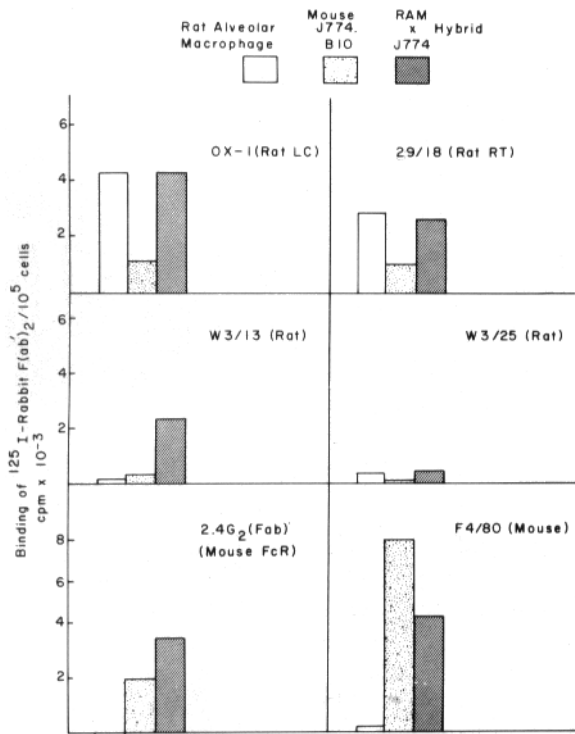 Rat Alveolar
Macrophage
Mouse
J774.
B10
RAM
x Hybrid
J774
Binding of 125 I-Rabbit F(ab')2/10^5 cells
cpm x 10-3
6
4
2
OX-1(Rat LC)
29/18 (Rat RT)
6
4
2
W3/13 (Rat)
W3/25 (Rat)
8
6
4
2
2.4G2(Fab)
(Mouse FcR)
F4/80 (Mouse)